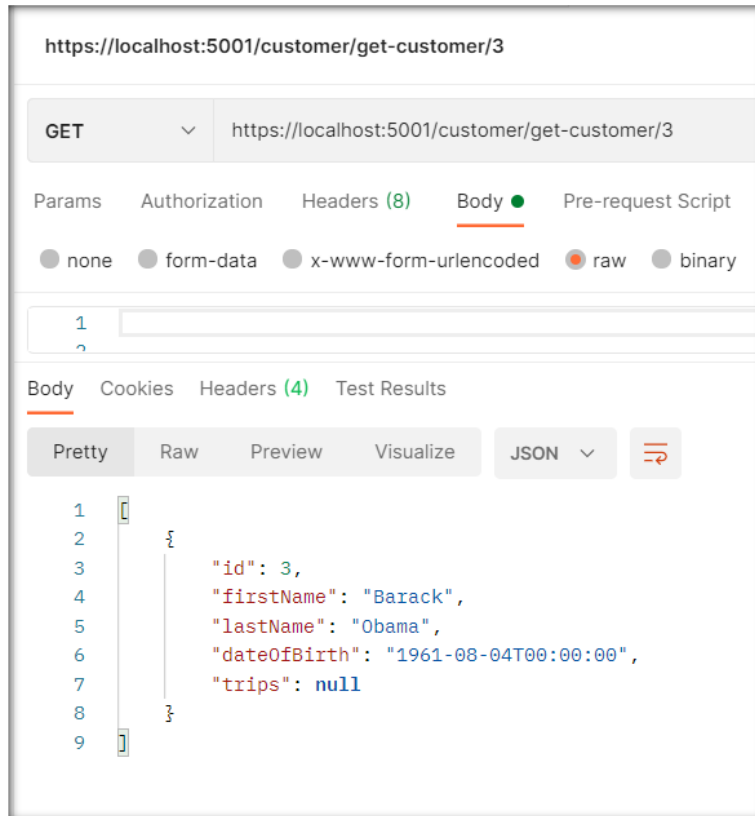 https://localhost:5001/customer/get-customer/3
GET https://localhost:5001/customer/get-customer/3
Params Authorization Headers (8) Body Pre-request Script
none form-data x-www-form-urlencoded raw binary
1
2
Body Cookies Headers (4) Test Results
Pretty Raw Preview Visualize JSON
1 [
2 {
3 "id": 3,
4 "firstName": "Barack",
5 "lastName": "Obama",
6 "dateOfBirth": "1961-08-04T00:00:00",
7 "trips": null
8 }
9 ]